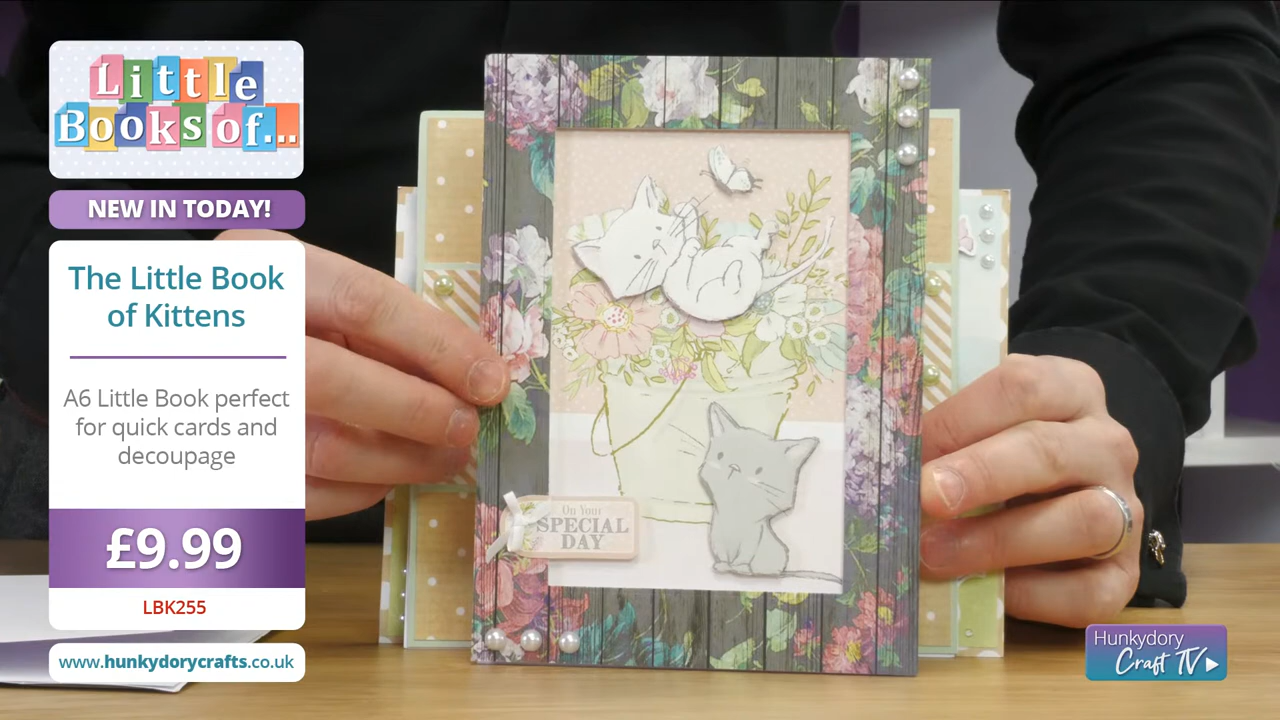 Little
Books of...
NEW IN TODAY!
The Little Book
of Kittens
A6 Little Book perfect
for quick cards and
decoupage
£9.99
LBK255
www.hunkydorycrafts.co.uk
On Your
SPECIAL
DAY
Hunkydory
Craft TV